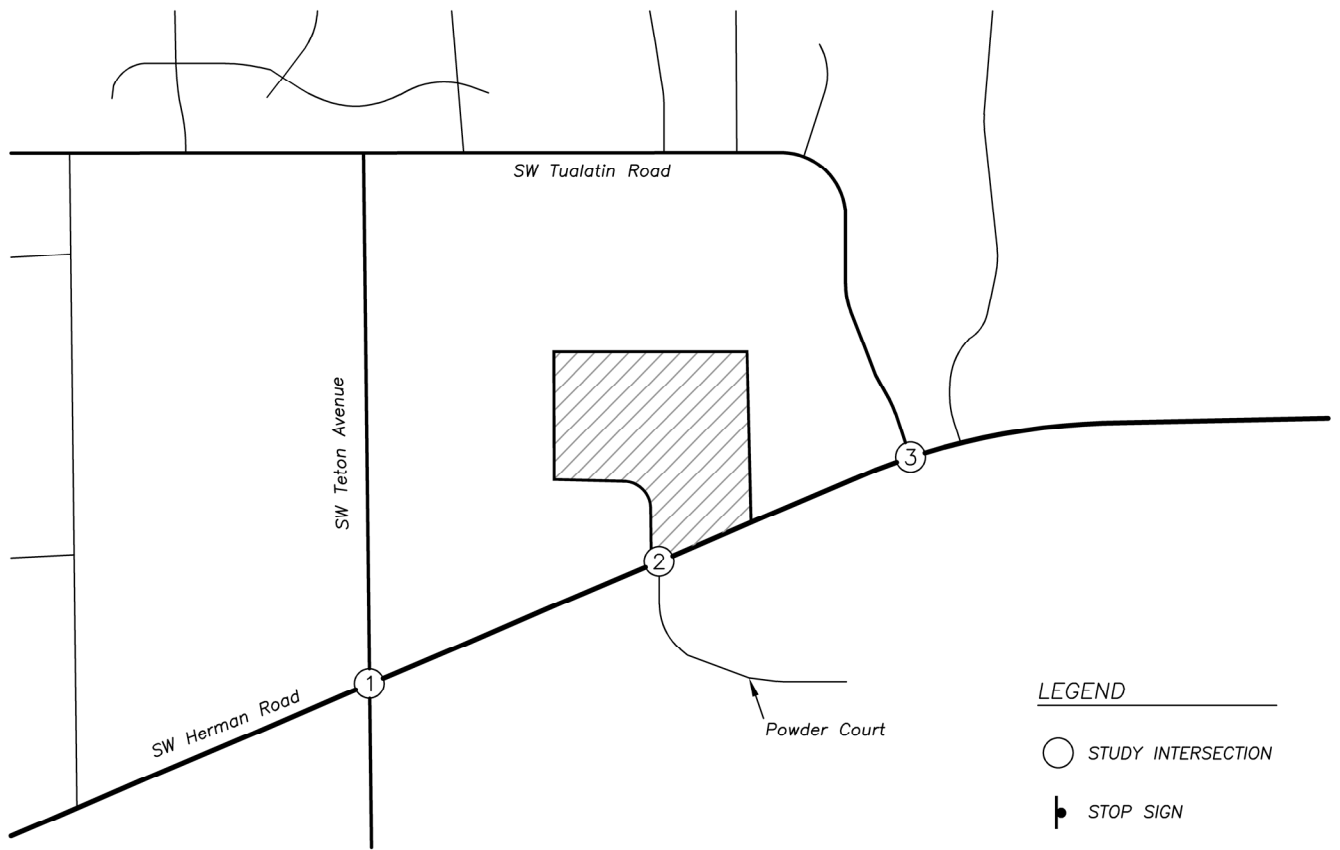 SW Tualatin Road
SW Teton Avenue
3
2
1
SW Herman Road
Powder Court
LEGEND
STUDY INTERSECTION
STOP SIGN